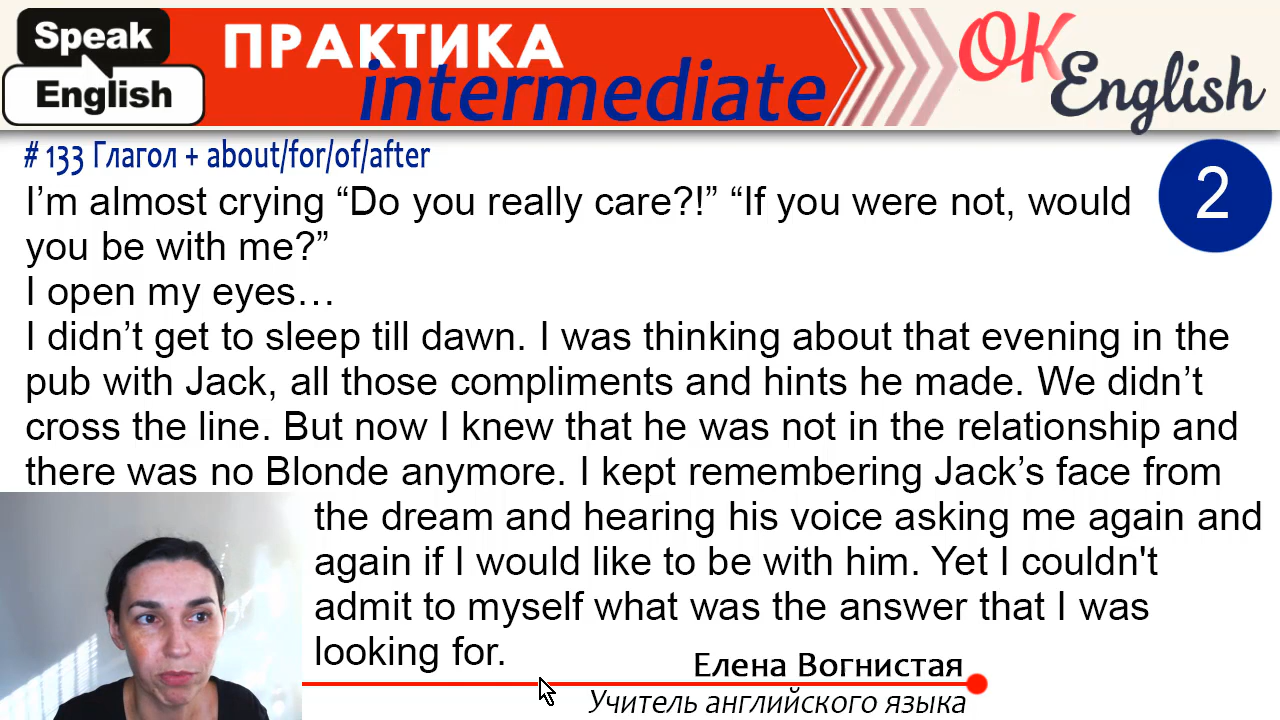 Speak
English
ПРАКТИКА
intermediate
OK
English
# 133 Глагол + about/for/of/after
2
I’m almost crying “Do you really care?!” “If you were not, would
you be with me?”
I open my eyes…
I didn’t get to sleep till dawn. I was thinking about that evening in the
pub with Jack, all those compliments and hints he made. We didn’t
cross the line. But now I knew that he was not in the relationship and
there was no Blonde anymore. I kept remembering Jack’s face from
the dream and hearing his voice asking me again and
again if I would like to be with him. Yet I couldn't
admit to myself what was the answer that I was
looking for.
Елена Вогнистая
Учитель английского языка